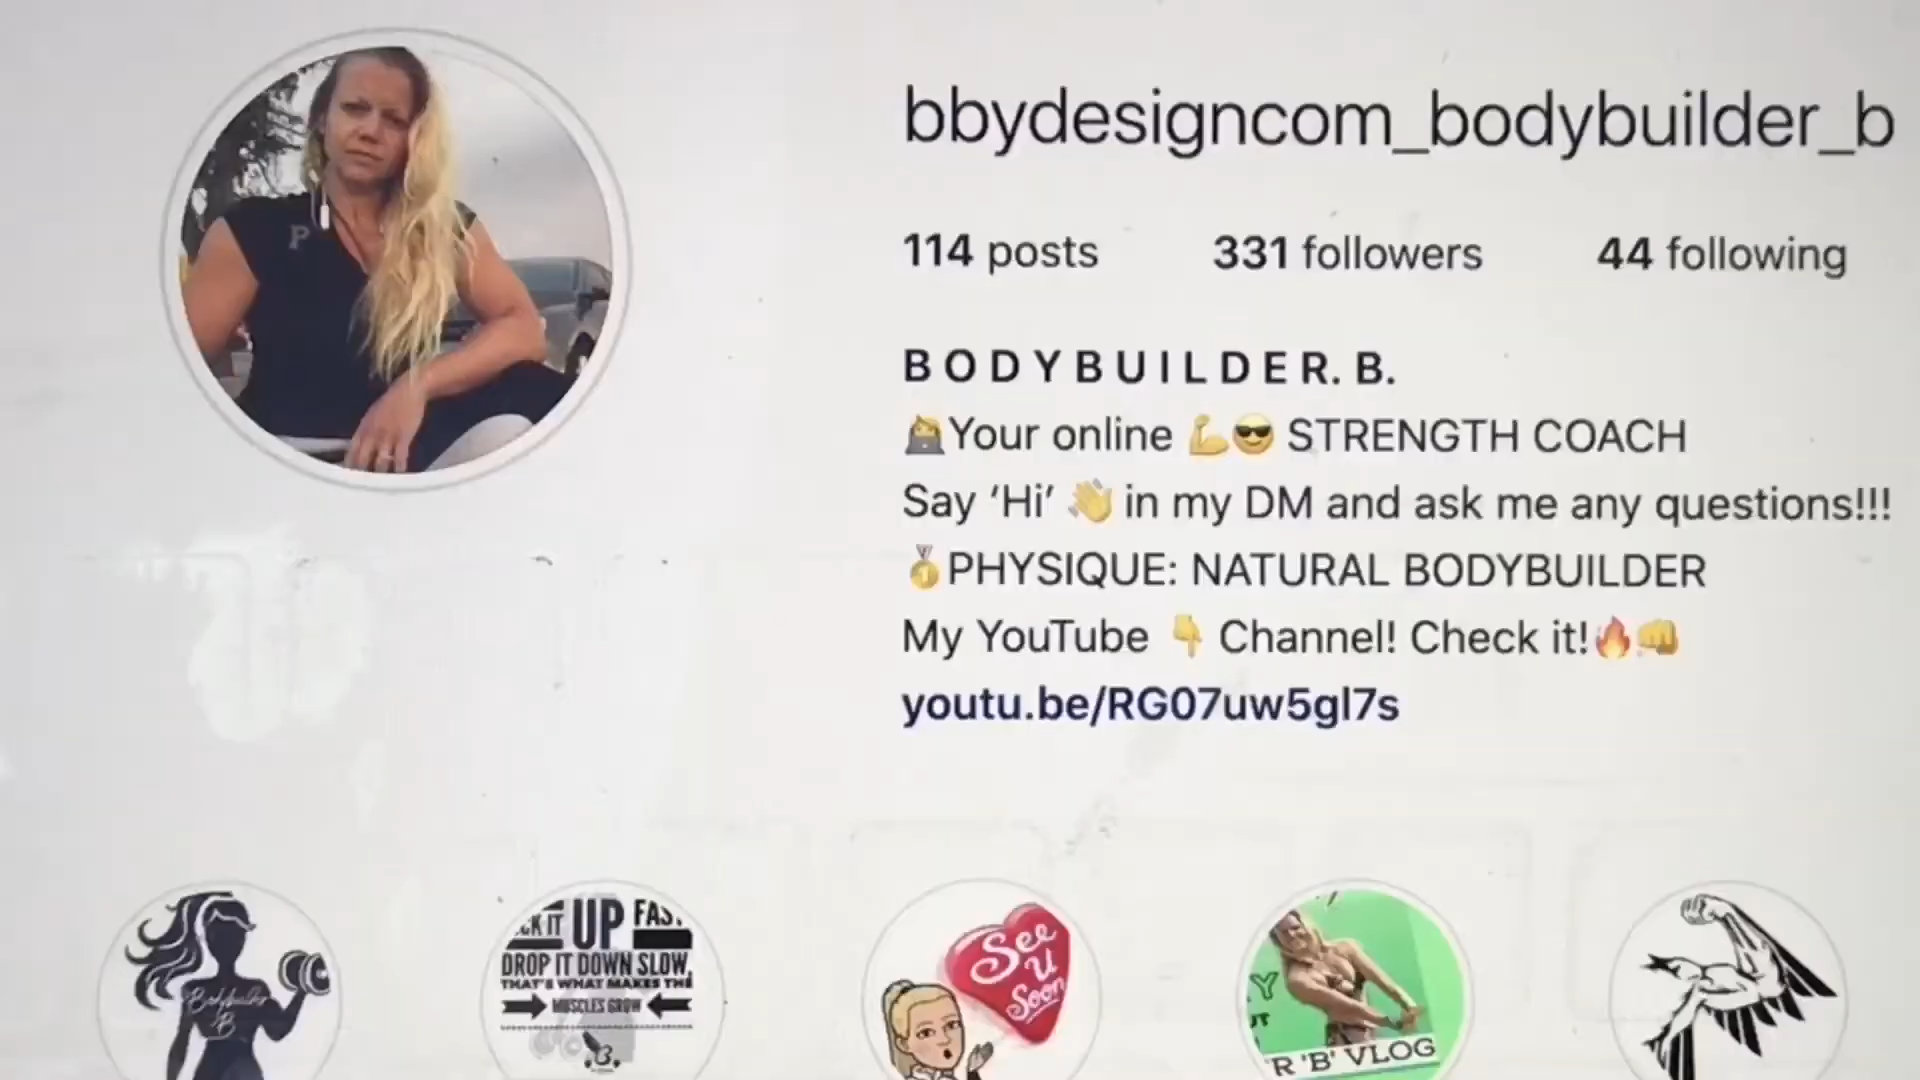 P
bbydesigncom_bodybuilder_b
114 posts 331 followers 44 following
B O D Y B U I L D E R. B.
👩‍💻Your online 💪😎 STRENGTH COACH
Say ‘Hi’ 👋 in my DM and ask me any questions!!!
🥇PHYSIQUE: NATURAL BODYBUILDER
My YouTube 👇 Channel! Check it!🔥👊
youtu.be/RG07uw5gl7s
Bodybuilder
B
UP
DROP IT DOWN SLOW,
THAT'S WHAT MAKES THE
MUSCLES GROW
See
U
Soon
R 'B' VLOG